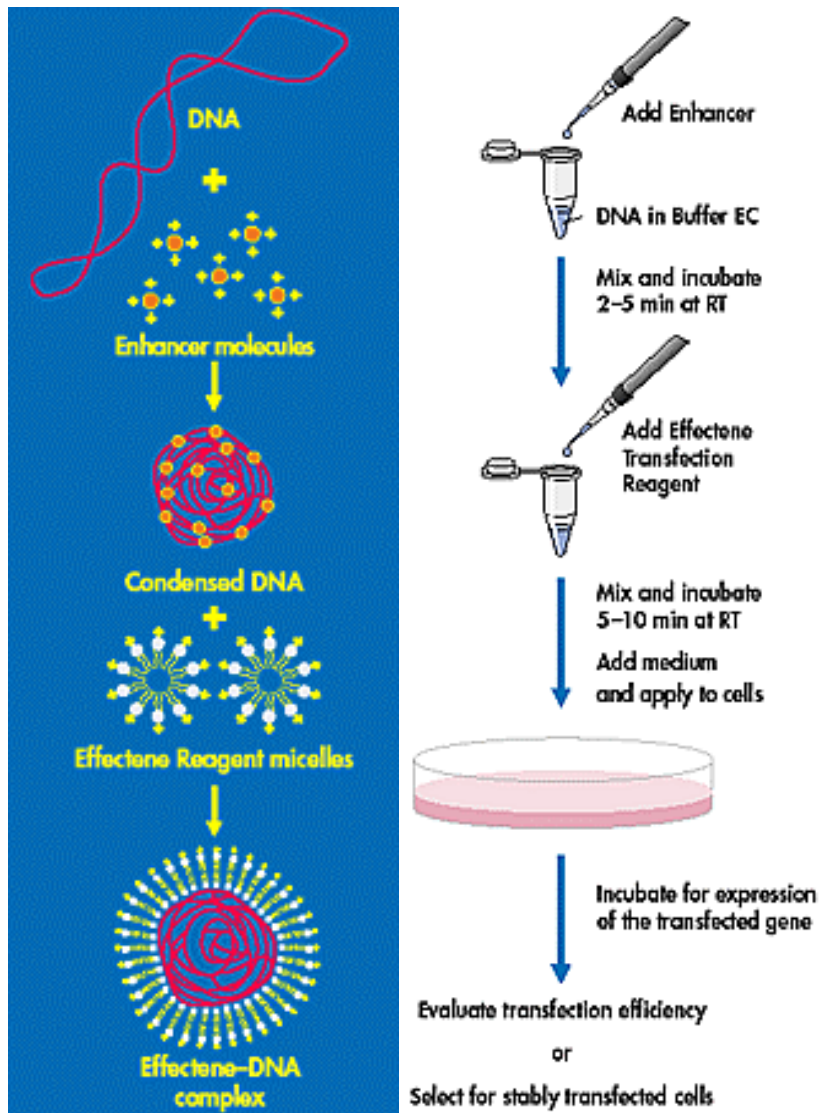 DNA
+
Enhancer molecules
Condensed DNA
+
Effectene Reagent micelles
Effectene–DNA
complex
Add Enhancer
DNA in Buffer EC
Mix and incubate
2–5 min at RT
Add Effectene
Transfection
Reagent
Mix and incubate
5–10 min at RT
Add medium
and apply to cells
Incubate for expression
of the transfected gene
Evaluate transfection efficiency
or
Select for stably transfected cells